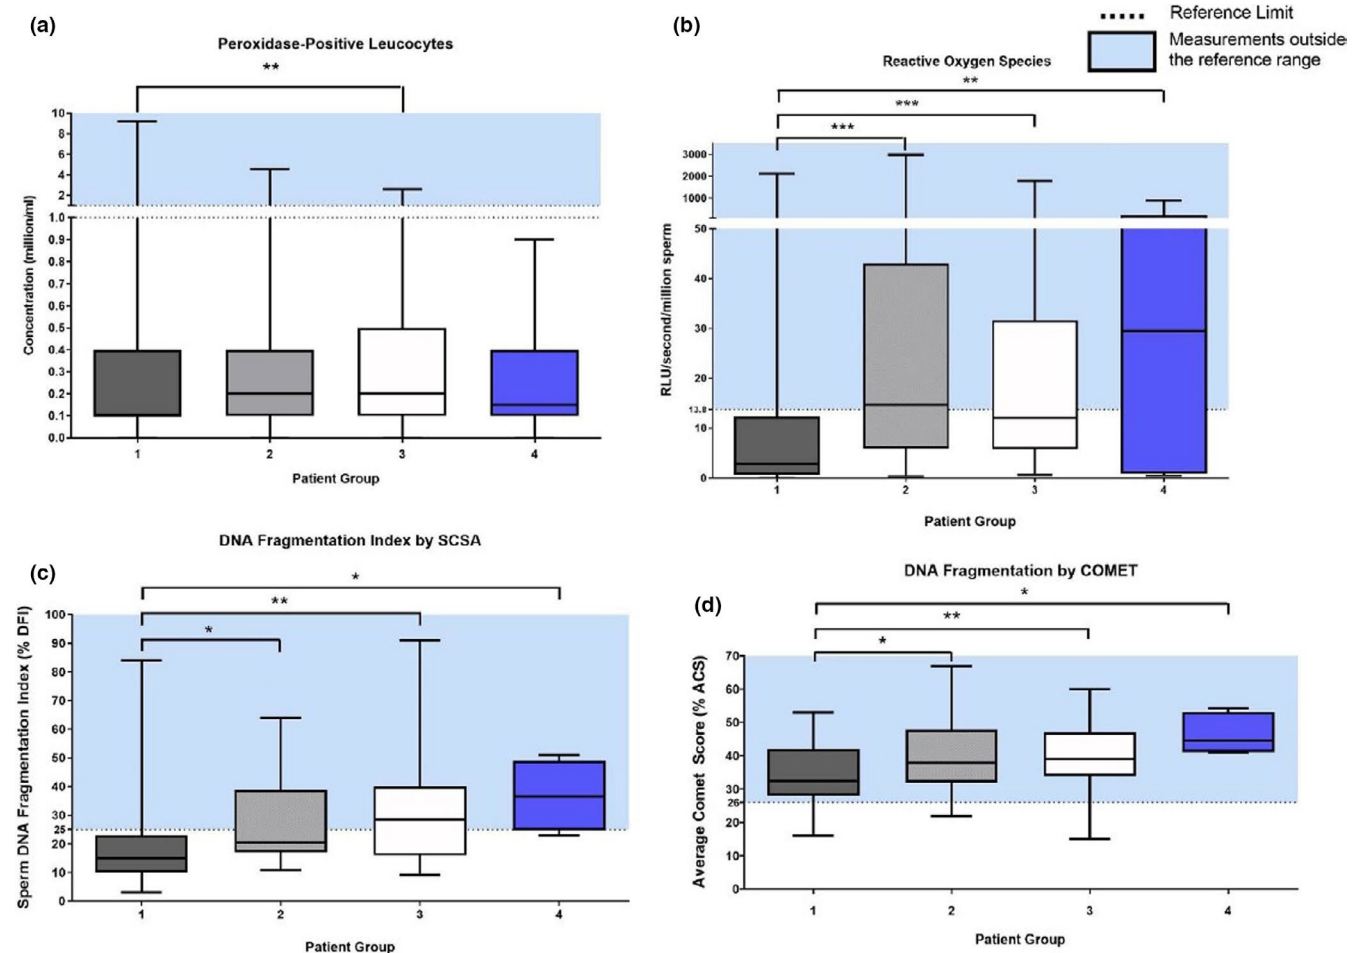 (a)
Peroxidase-Positive Leucocytes
**
Concentration (million/ml)
10
8
6
4
2
1.0
0.9
0.8
0.7
0.6
0.5
0.4
0.3
0.2
0.1
0.0
1 2 3 4
Patient Group
(b)
Reference Limit
Measurements outside
the reference range
Reactive Oxygen Species
**
***
***
RLU/second/million sperm
3000
2000
1000
50
40
30
20
13.8
10
0
1 2 3 4
Patient Group
(c)
DNA Fragmentation Index by SCSA
*
**
*
Sperm DNA Fragmentation Index (% DFI)
100
90
80
70
60
50
40
30
25
20
10
0
1 2 3 4
Patient Group
(d)
DNA Fragmentation by COMET
*
**
*
Average Comet Score (% ACS)
70
60
50
40
30
26
20
10
0
1 2 3 4
Patient Group